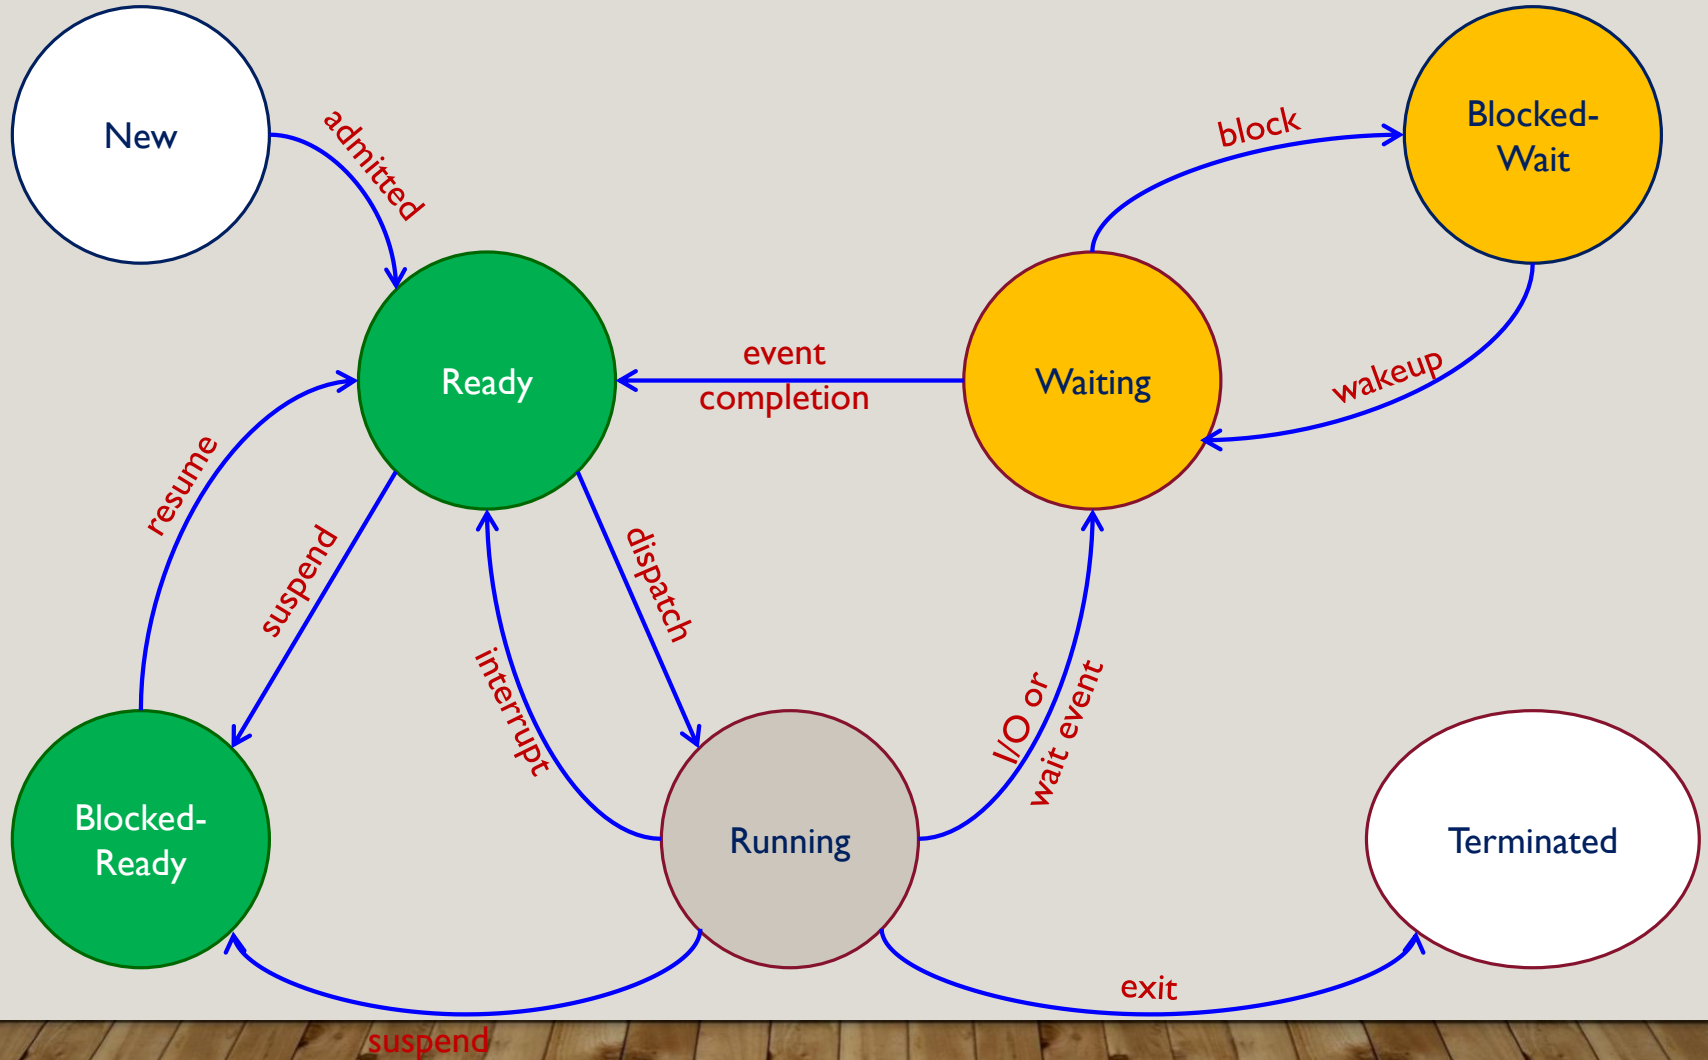 New
admitted
block
Blocked-
Wait
Ready
event
completion
Waiting
wakeup
resume
suspend
dispatch
interrupt
I/O or
wait event
Blocked-
Ready
Running
Terminated
exit
suspend